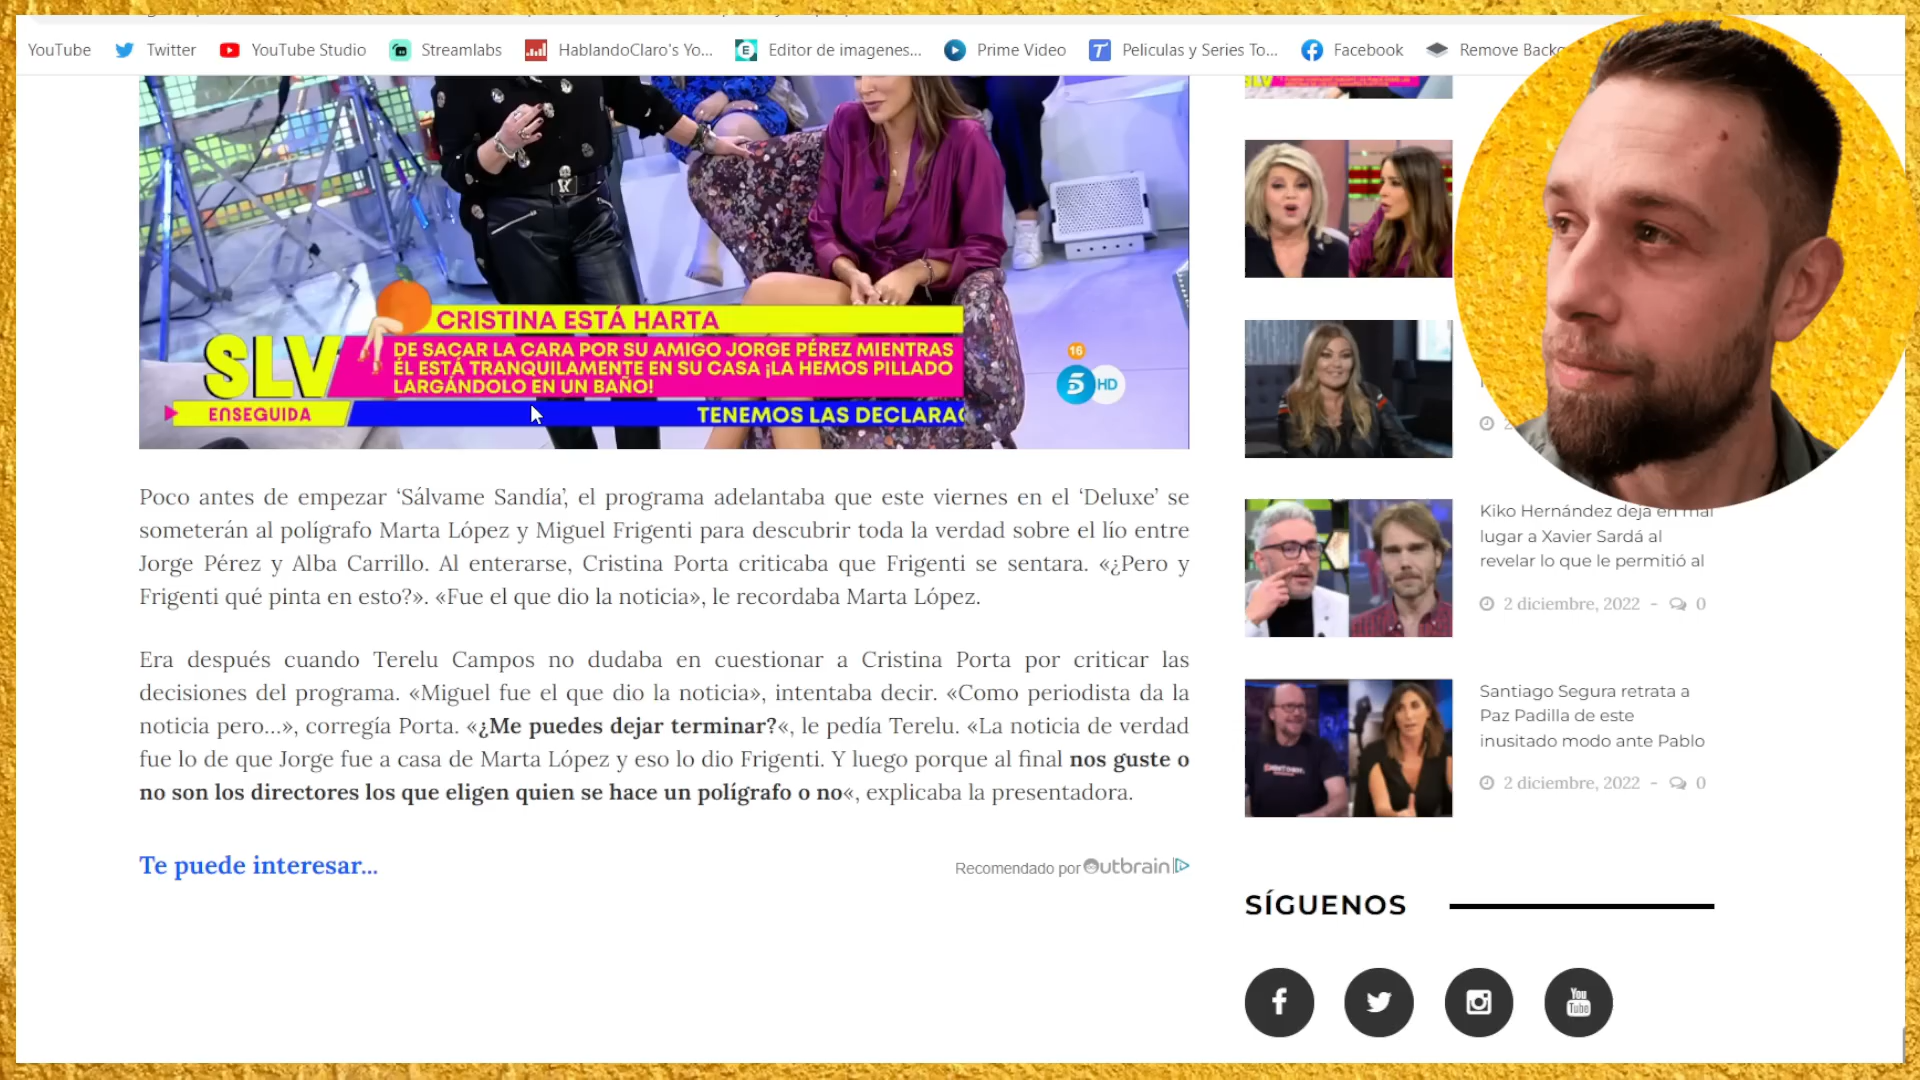 YouTube
Twitter
YouTube Studio
Streamlabs
HablandoClaro's Yo...
Editor de imagenes...
Prime Video
Peliculas y Series To...
Facebook
SLV
CRISTINA ESTÁ HARTA
DE SACAR LA CARA POR SU AMIGO JORGE PÉREZ MIENTRAS
ÉL ESTÁ TRANQUILAMENTE EN SU CASA ¡LA HEMOS PILLADO
LARGÁNDOLO EN UN BAÑO!
SLV
ENSEGUIDA
TENEMOS LAS DECLARAC
16
5 HD
Poco antes de empezar ‘Sálvame Sandía’, el programa adelantaba que este viernes en el ‘Deluxe’ se
someterán al polígrafo Marta López y Miguel Frigenti para descubrir toda la verdad sobre el lío entre
Jorge Pérez y Alba Carrillo. Al enterarse, Cristina Porta criticaba que Frigenti se sentara. «¿Pero y
Frigenti qué pinta en esto?». «Fue el que dio la noticia», le recordaba Marta López.
Era después cuando Terelu Campos no dudaba en cuestionar a Cristina Porta por criticar las
decisiones del programa. «Miguel fue el que dio la noticia», intentaba decir. «Como periodista da la
noticia pero…», corregía Porta. «¿Me puedes dejar terminar?«, le pedía Terelu. «La noticia de verdad
fue lo de que Jorge fue a casa de Marta López y eso lo dio Frigenti. Y luego porque al final nos guste o
no son los directores los que eligen quien se hace un polígrafo o no«, explicaba la presentadora.
Te puede interesar...
Recomendado por Outbrain
Kiko Hernández deja en mal
lugar a Xavier Sardá al
revelar lo que le permitió al
2 diciembre, 2022 - 0
Santiago Segura retrata a
Paz Padilla de este
inusitado modo ante Pablo
2 diciembre, 2022 - 0
SÍGUENOS
You
Tube